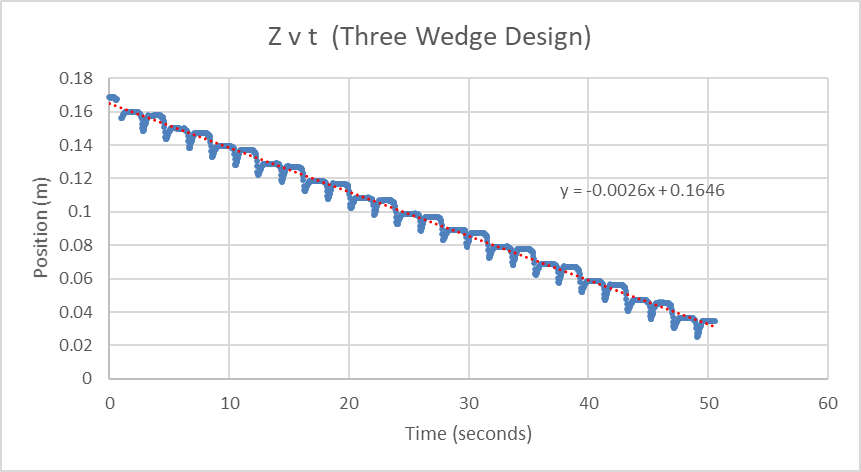 Z v t  (Three Wedge Design)
Position (m)
0.18
0.16
0.14
0.12
0.1
0.08
0.06
0.04
0.02
0
y = -0.0026x + 0.1646
0 10 20 30 40 50 60
Time (seconds)